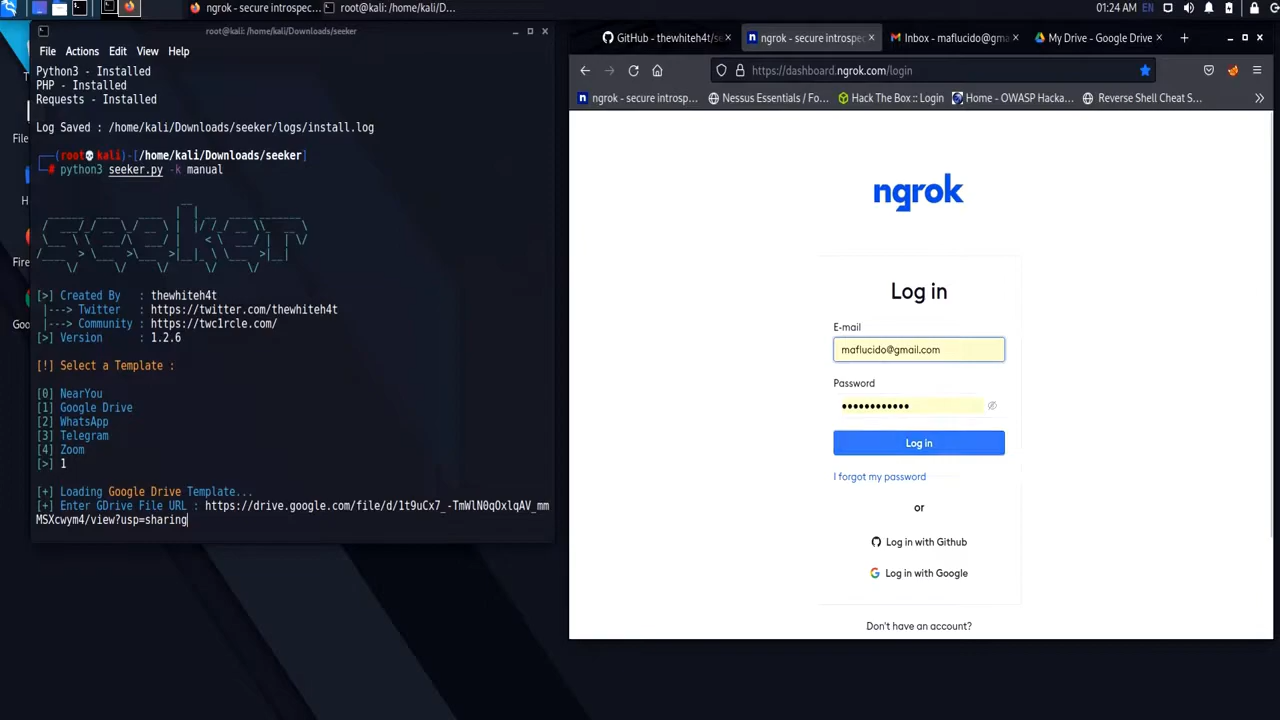 ngrok - secure introspec...
root@kali: /home/kali/D...
01:24 AM
EN
root@kali: /home/kali/Downloads/seeker
File Actions Edit View Help
Python3 - Installed
PHP - Installed
Requests - Installed
Log Saved : /home/kali/Downloads/seeker/logs/install.log
(root💀kali)-[/home/kali/Downloads/seeker]
# python3 seeker.py -k manual
seeker
[>] Created By : thewhiteh4t
|---> Twitter : https://twitter.com/thewhiteh4t
|---> Community : https://twc1rcle.com/
[>] Version : 1.2.6
[!] Select a Template :
[0] NearYou
[1] Google Drive
[2] WhatsApp
[3] Telegram
[4] Zoom
[>] 1
[+] Loading Google Drive Template...
[+] Enter GDrive File URL : https://drive.google.com/file/d/1t9uCx7_-TmWlN0qOxlqAV_mm
MSXcwym4/view?usp=sharing
GitHub - thewhiteh4t/se
ngrok - secure introspec
Inbox - maflucido@gm
My Drive - Google Drive
https://dashboard.ngrok.com/login
ngrok - secure introsp...
Nessus Essentials / Fo...
Hack The Box :: Login
Home - OWASP Hacka...
Reverse Shell Cheat S...
ngrok
Log in
E-mail
maflucido@gmail.com
Password
••••••••••••
Log in
I forgot my password
or
Log in with Github
Log in with Google
Don't have an account?